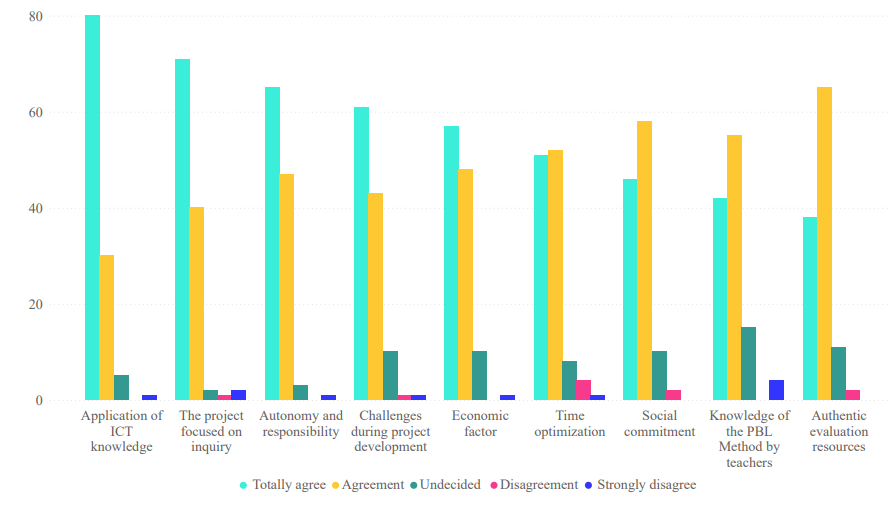 80
60
40
20
0
Application of ICT knowledge
The project focused on inquiry
Autonomy and responsibility
Challenges during project development
Economic factor
Time optimization
Social commitment
Knowledge of the PBL Method by teachers
Authentic evaluation resources
Totally agree Agreement Undecided Disagreement Strongly disagree